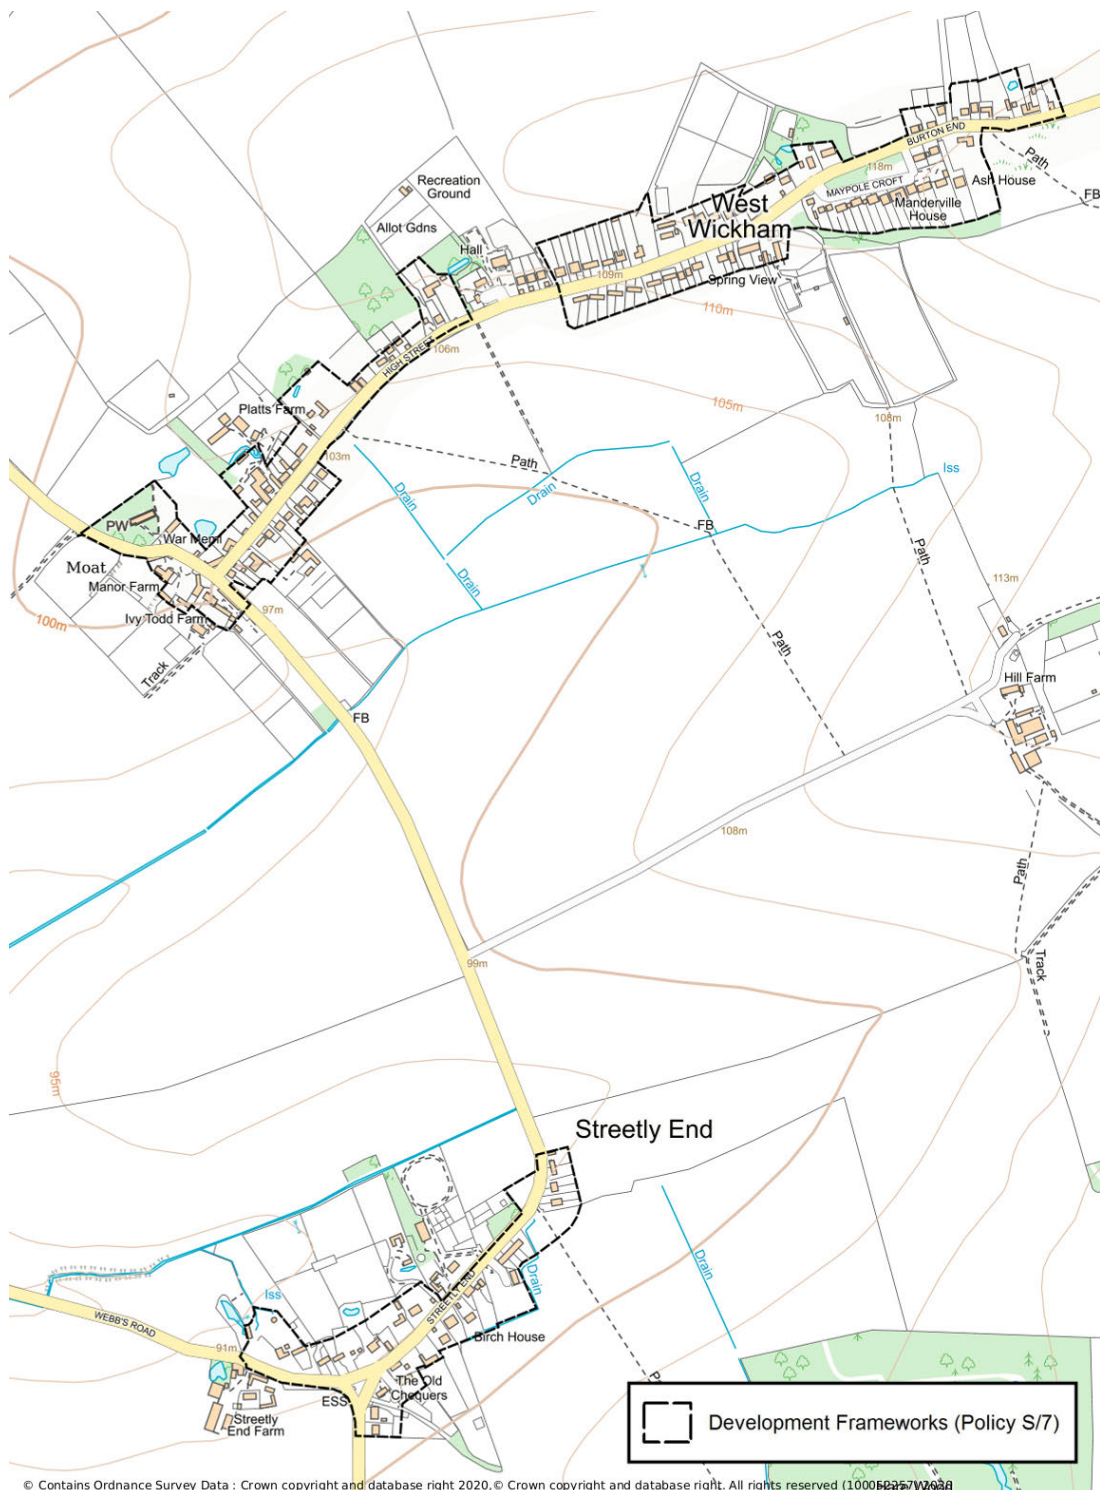 BURTON END
Path
118m
Ash House
MAYPOLE CROFT
FB
Recreation
Ground
Manderville
House
West
Wickham
Allot Gdns
Hall
109m
Spring View
110m
HIGH STREET
106m
105m
108m
Platts Farm
103m
Path
Drain
Drain
Drain
Iss
PW
FB
War Meml
Path
Moat
Drain
Manor Farm
113m
97m
Ivy Todd Farm
100m
Path
Track
Hill Farm
FB
108m
Path
99m
Track
95m
Streetly End
Drain
Drain
Iss
STREETLY END
WEBB'S ROAD
Birch House
91m
The Old
Chequers
ESS
Streetly
End Farm
Development Frameworks (Policy S/7)
© Contains Ordnance Survey Data : Crown copyright and database right 2020,© Crown copyright and database right. All rights reserved